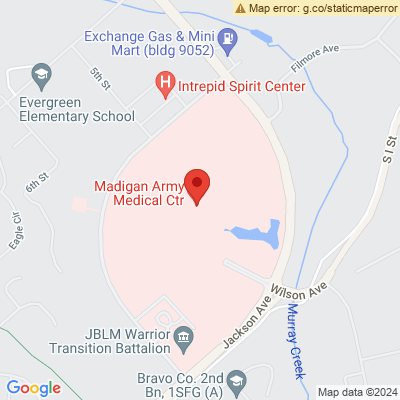 Map error: g.co/staticmaperror
Exchange Gas & Mini
Mart (bldg 9052)
Filmore Ave
5th St
Intrepid Spirit Center
H
Evergreen
Elementary School
S I St
6th St
Madigan Army
Medical Ctr
Eagle Ctr
Wilson Ave
Jackson Ave
Murray Creek
JBLM Warrior
Transition Battalion
Bravo Co. 2nd
Bn, 1SFG (A)
Google
Map data ©2024